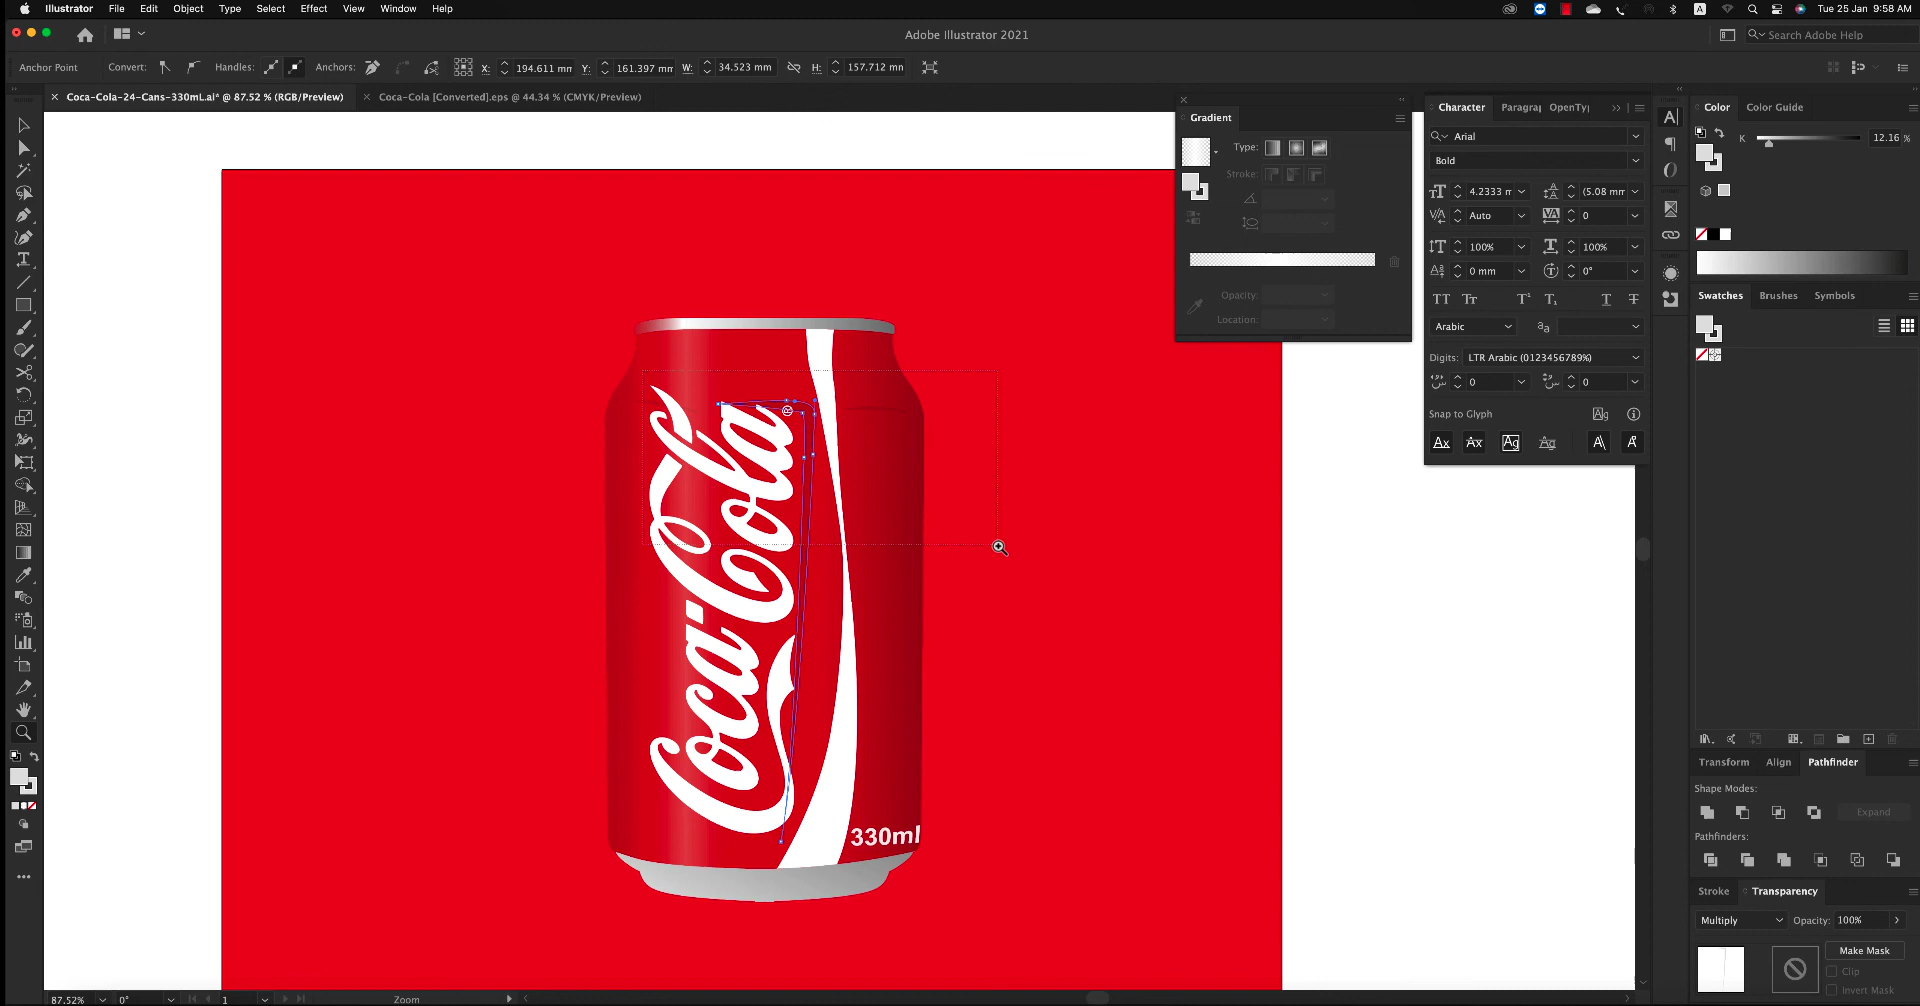 Illustrator File Edit Object Type Select Effect View Window Help
A Tue 25 Jan 9:58 AM
Adobe Illustrator 2021
Search Adobe Help
Anchor Point Convert: Handles: Anchors: X: 194.611 mm Y: 161.397 mm W: 34.523 mm H: 157.712 mm
Coca-Cola-24-Cans-330mL.ai* @ 87.52 % (RGB/Preview) Coca-Cola [Converted].eps @ 44.34 % (CMYK/Preview)
Gradient
Type:
Stroke:
Opacity:
Location:
Character Paragra OpenTy
Arial
Bold
4.2333 m (5.08 mm
Auto 0
100% 100%
0 mm 0°
Arabic
Digits: LTR Arabic (0123456789%)
0 0
Snap to Glyph
Color Color Guide
K 12.16 %
Swatches Brushes Symbols
Transform Align Pathfinder
Shape Modes:
Expand
Pathfinders:
Stroke Transparency
Multiply Opacity: 100%
Make Mask
Clip
Invert Mask
Coca-Cola
®
330ml
87.52% 0° 1 Zoom